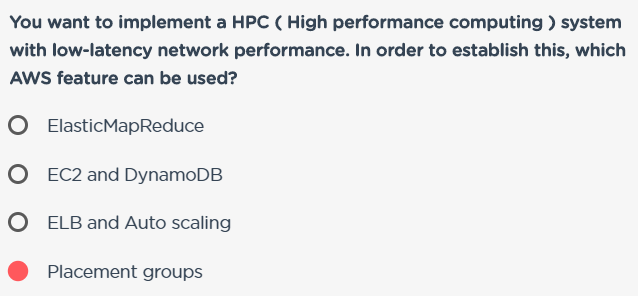 You want to implement a HPC ( High performance computing ) system
with low-latency network performance. In order to establish this, which
AWS feature can be used?
ElasticMapReduce
EC2 and DynamoDB
ELB and Auto scaling
Placement groups